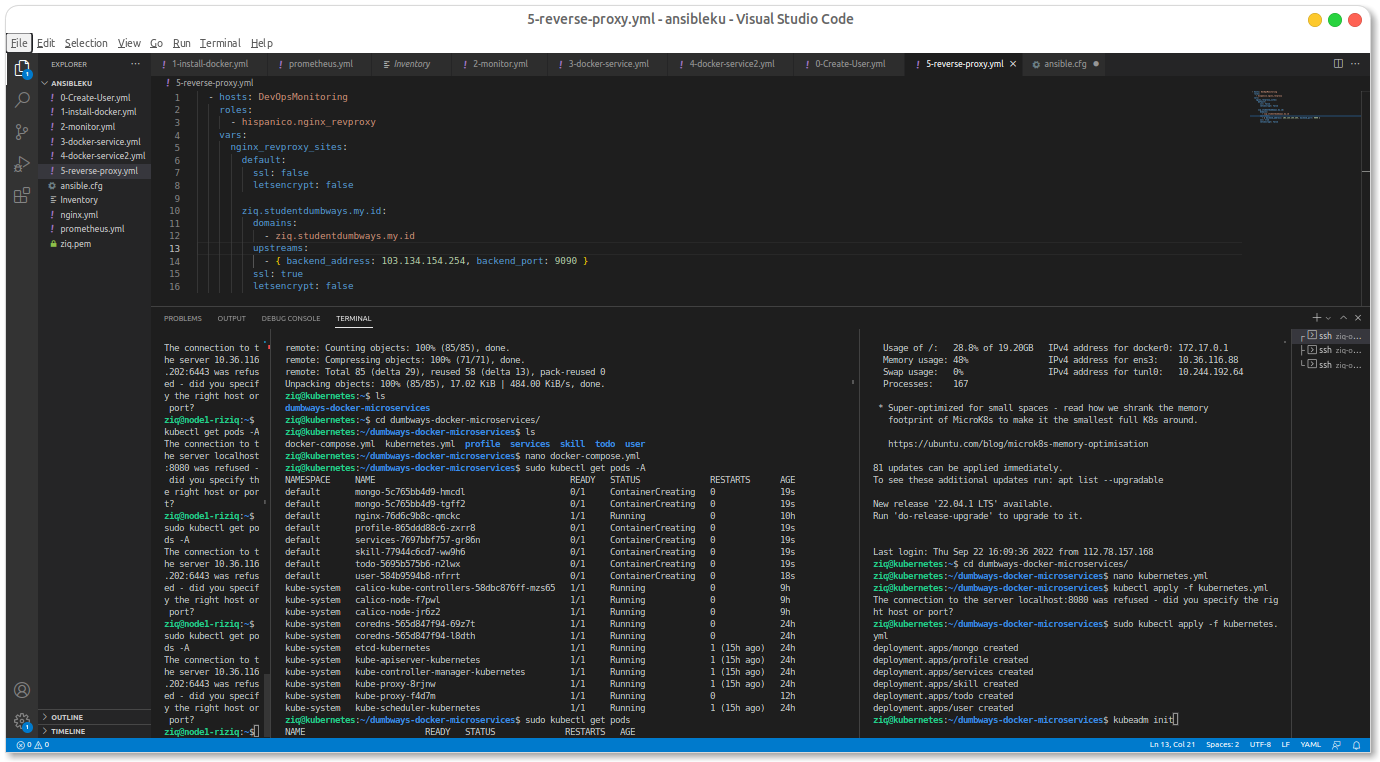 5-reverse-proxy.yml - ansibleku - Visual Studio Code
File Edit Selection View Go Run Terminal Help
EXPLORER
ANSIBLEKU
0-Create-User.yml
1-install-docker.yml
2-monitor.yml
3-docker-service.yml
4-docker-service2.yml
5-reverse-proxy.yml
ansible.cfg
Inventory
nginx.yml
prometheus.yml
ziq.pem
OUTLINE
TIMELINE
1-install-docker.yml prometheus.yml Inventory 2-monitor.yml 3-docker-service.yml 4-docker-service2.yml 0-Create-User.yml 5-reverse-proxy.yml ansible.cfg
5-reverse-proxy.yml
1 - hosts: DevOpsMonitoring
2 roles:
3 - hispanico.nginx_revproxy
4 vars:
5 nginx_revproxy_sites:
6 default:
7 ssl: false
8 letsencrypt: false
9
10 ziq.studentdumbways.my.id:
11 domains:
12 - ziq.studentdumbways.my.id
13 upstreams:
14 - { backend_address: 103.134.154.254, backend_port: 9090 }
15 ssl: true
16 letsencrypt: false
PROBLEMS OUTPUT DEBUG CONSOLE TERMINAL
The connection to t
he server 10.36.116
.202:6443 was refus
ed - did you specif
y the right host or
port?
ziq@node1-riziq:~$
kubectl get pods -A
The connection to t
he server localhost
:8080 was refused -
did you specify th
e right host or por
t?
ziq@node1-riziq:~$
sudo kubectl get po
ds -A
The connection to t
he server 10.36.116
.202:6443 was refus
ed - did you specif
y the right host or
port?
ziq@node1-riziq:~$
sudo kubectl get po
ds -A
The connection to t
he server 10.36.116
.202:6443 was refus
ed - did you specif
y the right host or
port?
ziq@node1-riziq:~$
remote: Counting objects: 100% (85/85), done.
remote: Compressing objects: 100% (71/71), done.
remote: Total 85 (delta 29), reused 58 (delta 13), pack-reused 0
Unpacking objects: 100% (85/85), 17.02 KiB | 484.00 KiB/s, done.
ziq@kubernetes:~$ ls
dumbways-docker-microservices
ziq@kubernetes:~$ cd dumbways-docker-microservices/
ziq@kubernetes:~/dumbways-docker-microservices$ ls
docker-compose.yml kubernetes.yml profile services skill todo user
ziq@kubernetes:~/dumbways-docker-microservices$ nano docker-compose.yml
ziq@kubernetes:~/dumbways-docker-microservices$ sudo kubectl get pods -A
NAMESPACE NAME READY STATUS RESTARTS AGE
default mongo-5c765bb4d9-hmcdl 0/1 ContainerCreating 0 19s
default mongo-5c765bb4d9-tgff2 0/1 ContainerCreating 0 19s
default nginx-76d6c9b8c-qmckc 1/1 Running 0 10h
default profile-865ddd88c6-zxrr8 0/1 ContainerCreating 0 19s
default services-7697bbf757-gr86n 0/1 ContainerCreating 0 19s
default skill-77944c6cd7-ww9h6 0/1 ContainerCreating 0 19s
default todo-5695b575b6-n2lwx 0/1 ContainerCreating 0 19s
default user-584b9594b8-nfrrt 0/1 ContainerCreating 0 18s
kube-system calico-kube-controllers-58dbc876ff-mzs65 1/1 Running 0 9h
kube-system calico-node-f7pwl 1/1 Running 0 9h
kube-system calico-node-jr6z2 1/1 Running 0 9h
kube-system coredns-565d847f94-69z7t 1/1 Running 0 24h
kube-system coredns-565d847f94-l8dth 1/1 Running 0 24h
kube-system etcd-kubernetes 1/1 Running 1 (15h ago) 24h
kube-system kube-apiserver-kubernetes 1/1 Running 1 (15h ago) 24h
kube-system kube-controller-manager-kubernetes 1/1 Running 1 (15h ago) 24h
kube-system kube-proxy-8rjnw 1/1 Running 1 (15h ago) 24h
kube-system kube-proxy-f4d7m 1/1 Running 0 12h
kube-system kube-scheduler-kubernetes 1/1 Running 1 (15h ago) 24h
ziq@kubernetes:~/dumbways-docker-microservices$ sudo kubectl get pods
NAME READY STATUS RESTARTS AGE
Usage of /: 28.8% of 19.20GB IPv4 address for docker0: 172.17.0.1
Memory usage: 48% IPv4 address for ens3: 10.36.116.88
Swap usage: 0% IPv4 address for tunl0: 10.244.192.64
Processes: 167
* Super-optimized for small spaces - read how we shrank the memory
footprint of MicroK8s to make it the smallest full K8s around.
https://ubuntu.com/blog/microk8s-memory-optimisation
81 updates can be applied immediately.
To see these additional updates run: apt list --upgradable
New release '22.04.1 LTS' available.
Run 'do-release-upgrade' to upgrade to it.
Last login: Thu Sep 22 16:09:36 2022 from 112.78.157.168
ziq@kubernetes:~$ cd dumbways-docker-microservices/
ziq@kubernetes:~/dumbways-docker-microservices$ nano kubernetes.yml
ziq@kubernetes:~/dumbways-docker-microservices$ kubectl apply -f kubernetes.yml
The connection to the server localhost:8080 was refused - did you specify the rig
ht host or port?
ziq@kubernetes:~/dumbways-docker-microservices$ sudo kubectl apply -f kubernetes.
yml
deployment.apps/mongo created
deployment.apps/profile created
deployment.apps/services created
deployment.apps/skill created
deployment.apps/todo created
deployment.apps/user created
ziq@kubernetes:~/dumbways-docker-microservices$ kubeadm init
ssh ziq-o...
ssh ziq-o...
ssh ziq-o...
0 0 Ln 13, Col 21 Spaces: 2 UTF-8 LF YAML